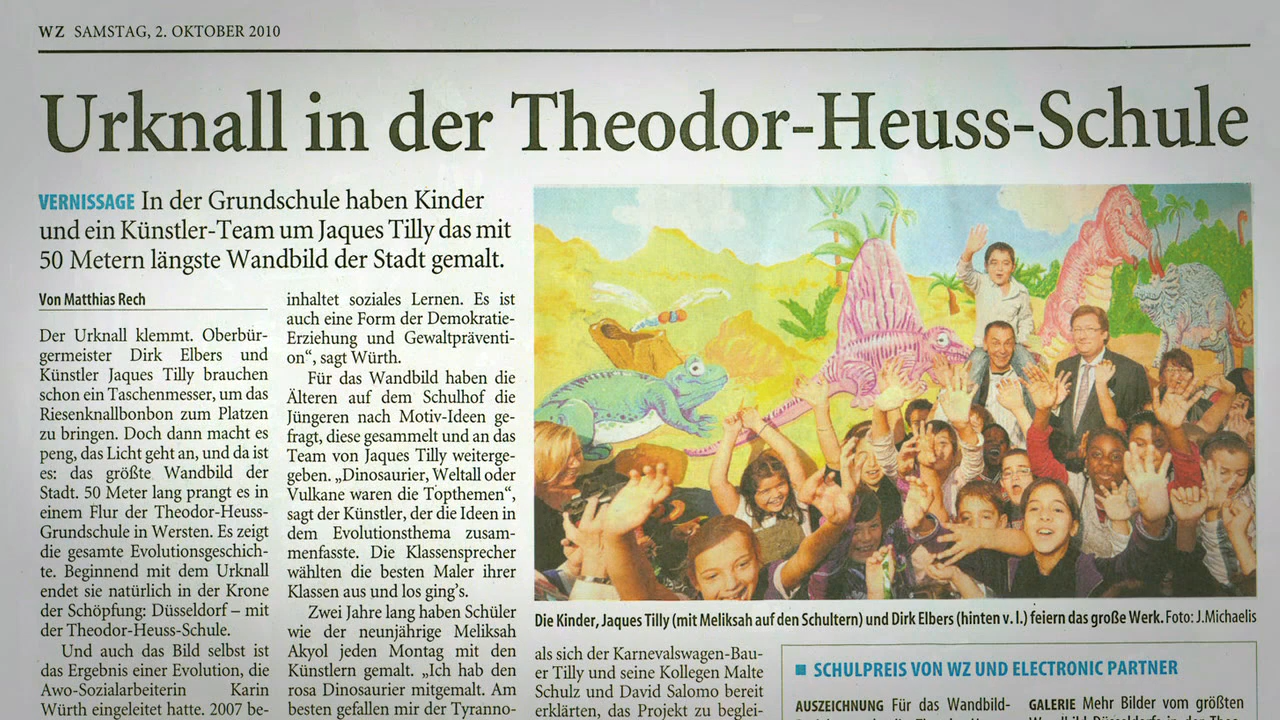 WZ SAMSTAG, 2. OKTOBER 2010
Urknall in der Theodor-Heuss-Schule
VERNISSAGE In der Grundschule haben Kinder
und ein Künstler-Team um Jaques Tilly das mit
50 Metern längste Wandbild der Stadt gemalt.
Von Matthias Rech
Der Urknall klemmt. Oberbür-
germeister Dirk Elbers und
Künstler Jaques Tilly brauchen
schon ein Taschenmesser, um das
Riesenknallbonbon zum Platzen
zu bringen. Doch dann macht es
peng, das Licht geht an, und da ist
es: das größte Wandbild der
Stadt. 50 Meter lang prangt es in
einem Flur der Theodor-Heuss-
Grundschule in Wersten. Es zeigt
die gesamte Evolutionsgeschich-
te. Beginnend mit dem Urknall
endet sie natürlich in der Krone
der Schöpfung: Düsseldorf – mit
der Theodor-Heuss-Schule.
Und auch das Bild selbst ist
das Ergebnis einer Evolution, die
Awo-Sozialarbeiterin Karin
Würth eingeleitet hatte. 2007 be-
inhaltet soziales Lernen. Es ist
auch eine Form der Demokratie-
Erziehung und Gewaltpräventi-
on“, sagt Würth.
Für das Wandbild haben die
Älteren auf dem Schulhof die
Jüngeren nach Motiv-Ideen ge-
fragt, diese gesammelt und an das
Team von Jaques Tilly weiterge-
geben. „Dinosaurier, Weltall oder
Vulkane waren die Topthemen“,
sagt der Künstler, der die Ideen in
dem Evolutionsthema zusam-
menfasste. Die Klassensprecher
wählten die besten Maler ihrer
Klassen aus und los ging’s.
Zwei Jahre lang haben Schüler
wie der neunjährige Meliksah
Akyol jeden Montag mit den
Künstlern gemalt. „Ich hab den
rosa Dinosaurier mitgemalt. Am
besten gefallen mir der Tyranno-
Die Kinder, Jaques Tilly (mit Meliksah auf den Schultern) und Dirk Elbers (hinten v. l.) feiern das große Werk. Foto: J.Michaelis
als sich der Karnevalswagen-Bau-
er Tilly und seine Kollegen Malte
Schulz und David Salomo bereit
erklärten, das Projekt zu beglei-
SCHULPREIS VON WZ UND ELECTRONIC PARTNER
AUSZEICHNUNG Für das Wandbild-
GALERIE Mehr Bilder vom größten